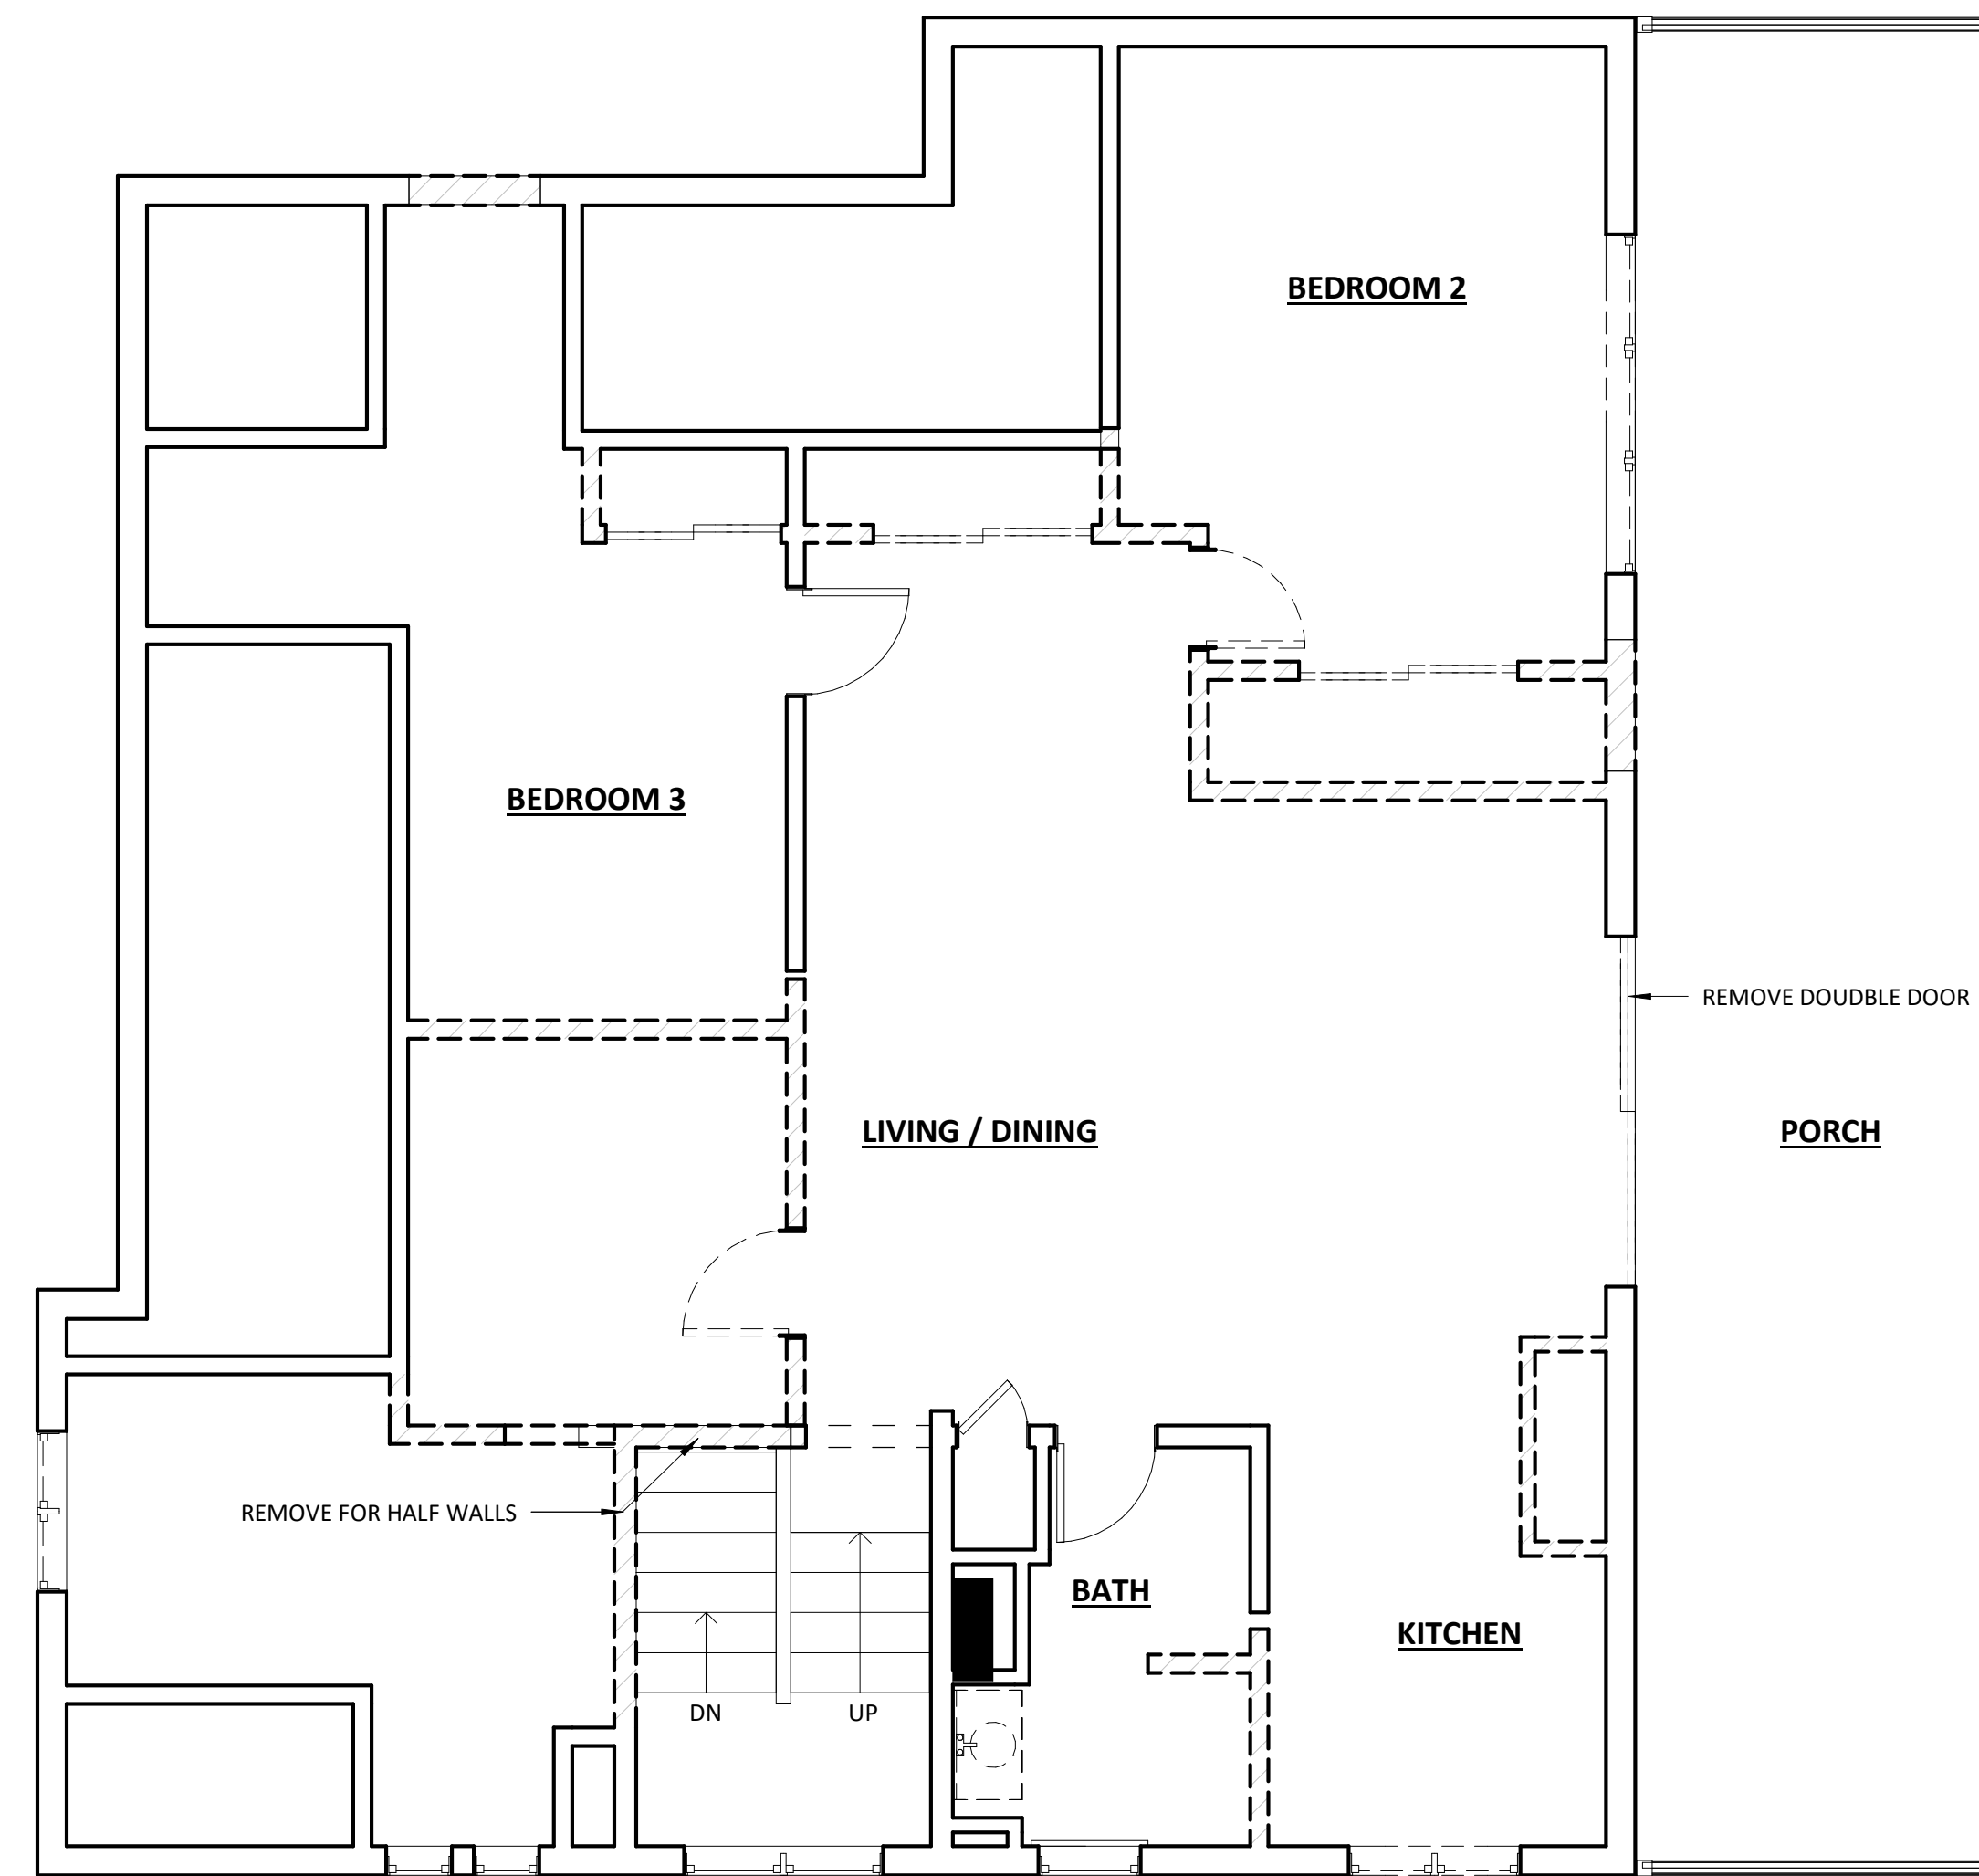 BEDROOM 2
BEDROOM 3
REMOVE DOUDBLE DOOR
LIVING / DINING
PORCH
REMOVE FOR HALF WALLS
BATH
KITCHEN
DN
UP